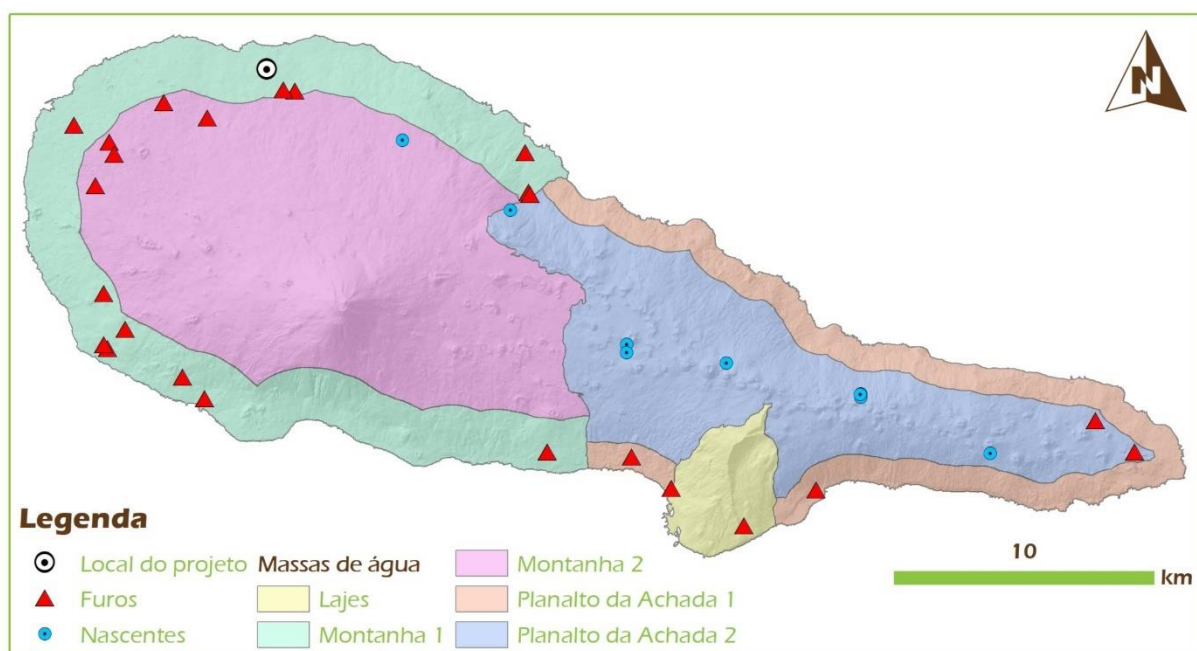 N
Legenda
Local do projeto
Furos
Nascentes
Massas de água
Lajes
Montanha 1
Montanha 2
Planalto da Achada 1
Planalto da Achada 2
10
km